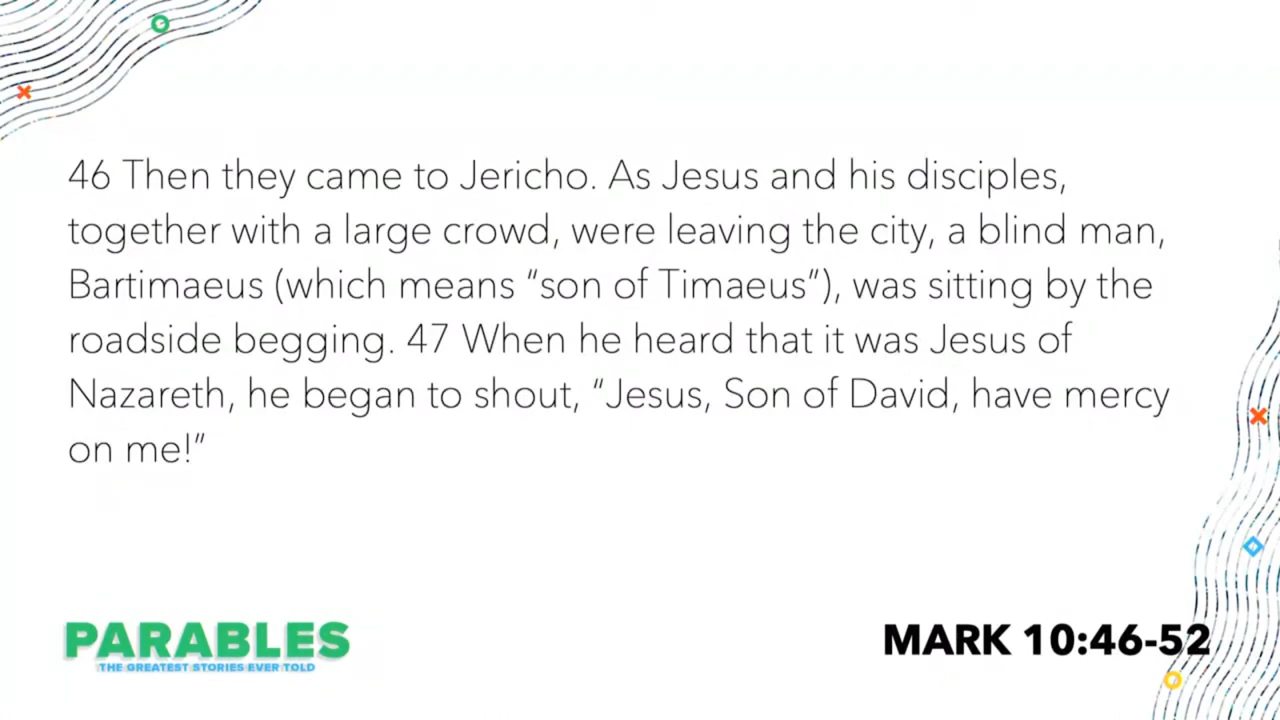 46 Then they came to Jericho. As Jesus and his disciples,
together with a large crowd, were leaving the city, a blind man,
Bartimaeus (which means “son of Timaeus”), was sitting by the
roadside begging. 47 When he heard that it was Jesus of
Nazareth, he began to shout, “Jesus, Son of David, have mercy
on me!”
PARABLES
THE GREATEST STORIES EVER TOLD
MARK 10:46-52